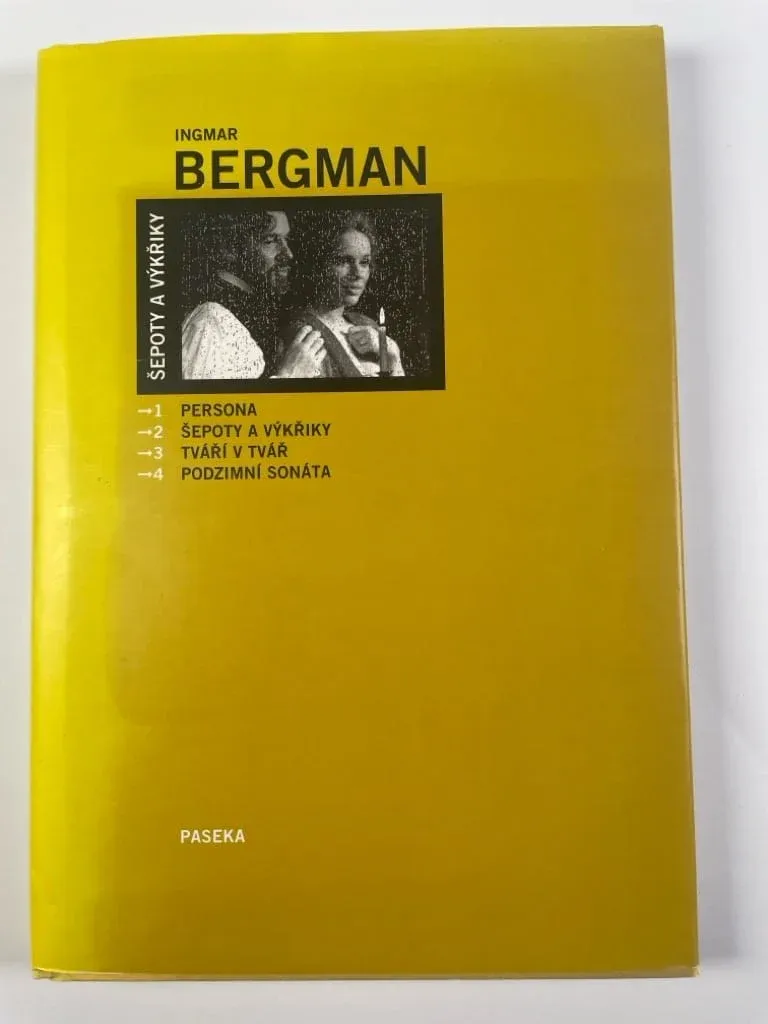 INGMAR
BERGMAN
ŠEPOTY A VÝKŘIKY
→1 PERSONA
→2 ŠEPOTY A VÝKŘIKY
→3 TVÁŘÍ V TVÁŘ
→4 PODZIMNÍ SONÁTA
PASEKA